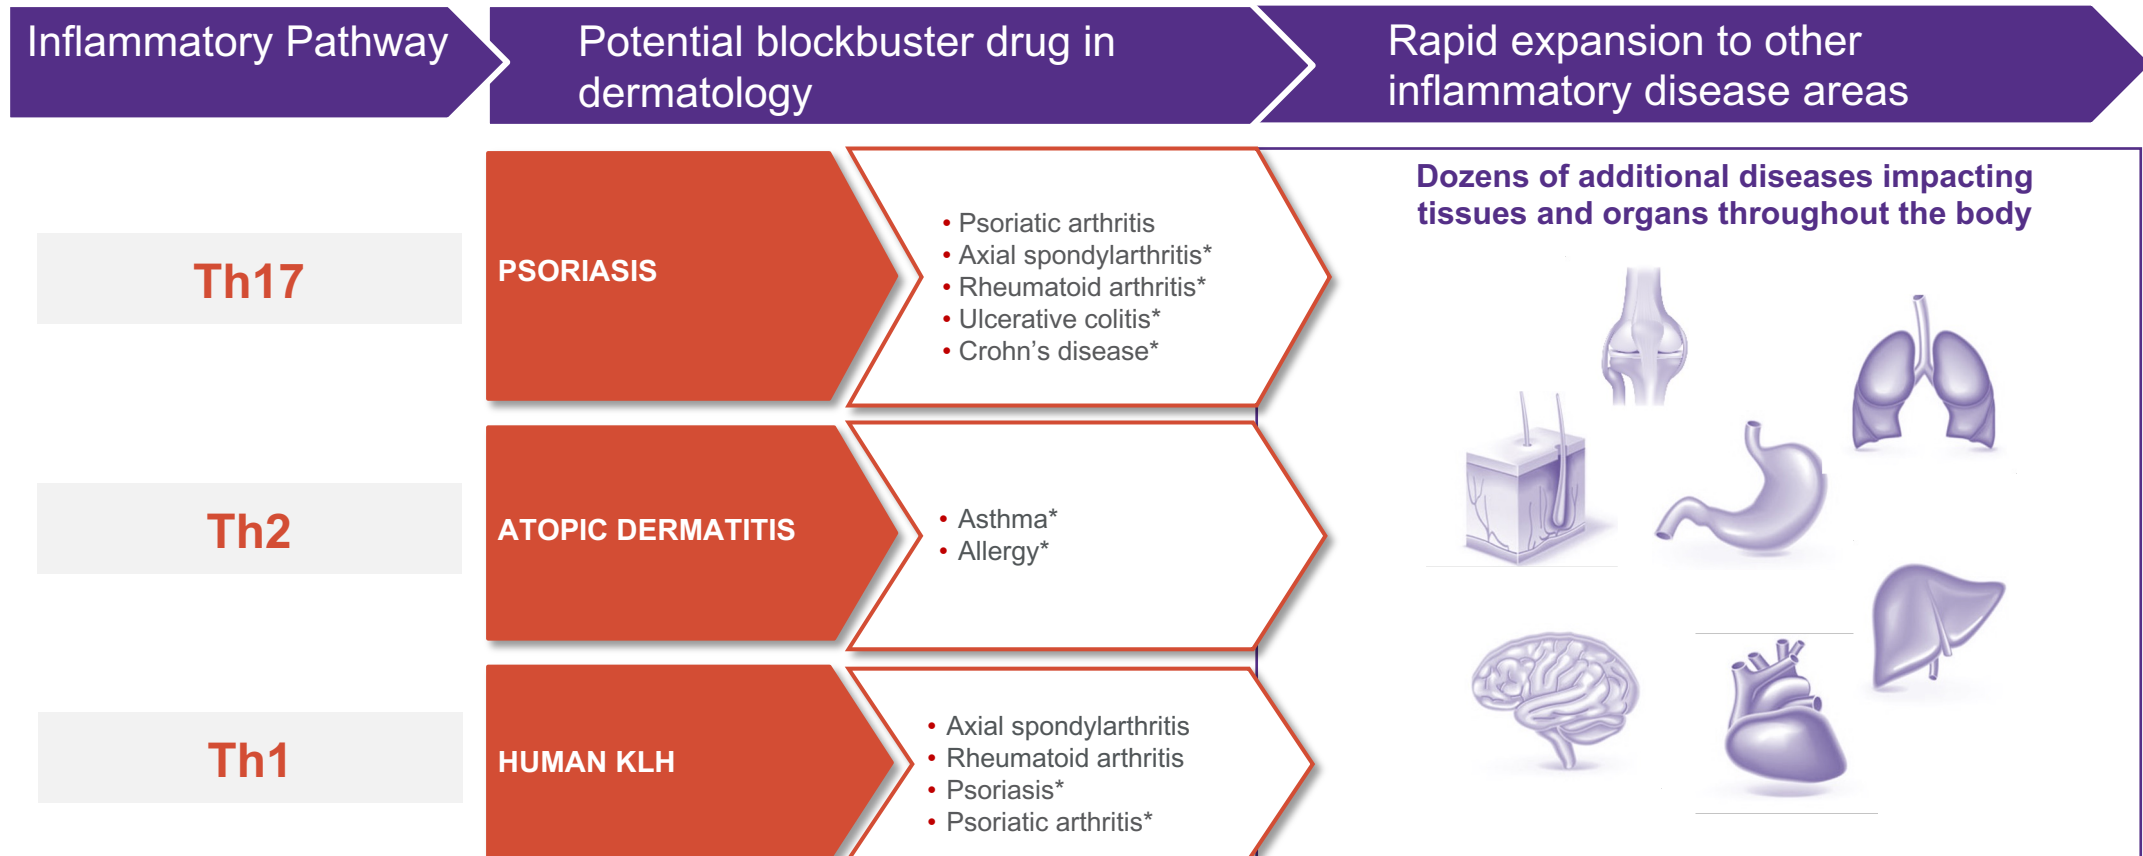 Inflammatory Pathway
Potential blockbuster drug in
dermatology
Rapid expansion to other
inflammatory disease areas
Th17
PSORIASIS
• Psoriatic arthritis
• Axial spondylarthritis*
• Rheumatoid arthritis*
• Ulcerative colitis*
• Crohn’s disease*
Dozens of additional diseases impacting
tissues and organs throughout the body
Th2
ATOPIC DERMATITIS
• Asthma*
• Allergy*
Th1
HUMAN KLH
• Axial spondylarthritis
• Rheumatoid arthritis
• Psoriasis*
• Psoriatic arthritis*